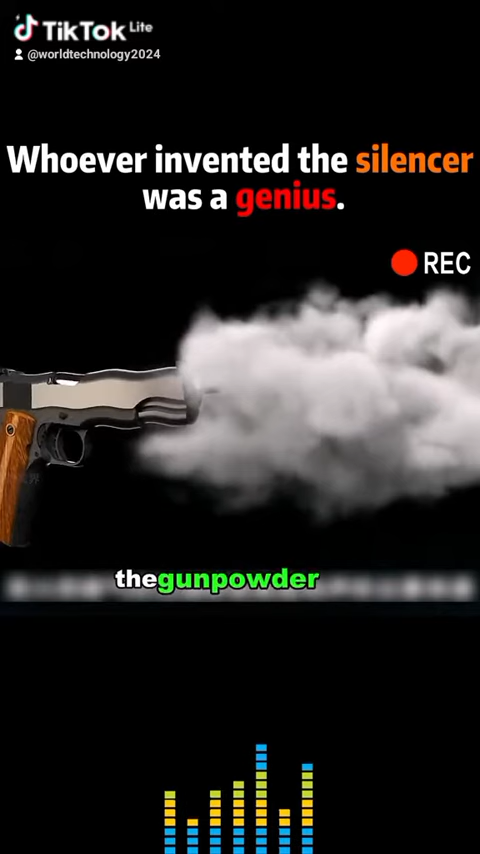 TikTok Lite
@worldtechnology2024
Whoever invented the silencer
was a genius.
REC
thegunpowder